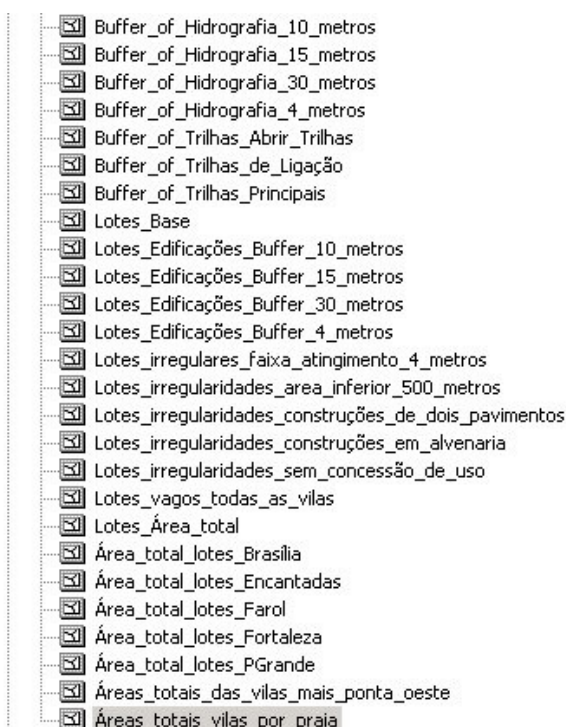 Buffer_of_Hidrografia_10_metros
Buffer_of_Hidrografia_15_metros
Buffer_of_Hidrografia_30_metros
Buffer_of_Hidrografia_4_metros
Buffer_of_Trilhas_Abrir_Trilhas
Buffer_of_Trilhas_de_Ligação
Buffer_of_Trilhas_Principais
Lotes_Base
Lotes_Edificações_Buffer_10_metros
Lotes_Edificações_Buffer_15_metros
Lotes_Edificações_Buffer_30_metros
Lotes_Edificações_Buffer_4_metros
Lotes_irregulares_faixa_atingimento_4_metros
Lotes_irregularidades_area_inferior_500_metros
Lotes_irregularidades_construções_de_dois_pavimentos
Lotes_irregularidades_construções_em_alvenaria
Lotes_irregularidades_sem_concessão_de_uso
Lotes_vagos_todas_as_vilas
Lotes_Área_total
Área_total_lotes_Brasília
Área_total_lotes_Encantadas
Área_total_lotes_Farol
Área_total_lotes_Fortaleza
Área_total_lotes_PGrande
Áreas_totais_das_vilas_mais_ponta_oeste
Áreas_totais_vilas_por_praia